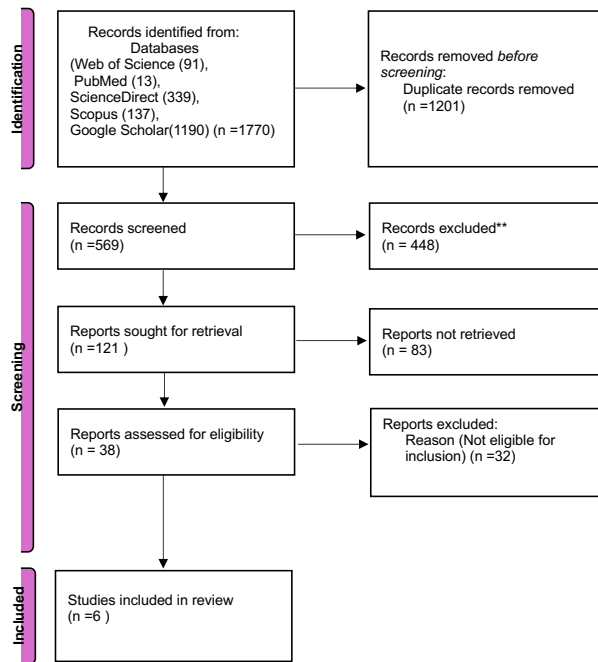 Identification
Records identified from:
Databases
(Web of Science (91),
PubMed (13),
ScienceDirect (339),
Scopus (137),
Google Scholar(1190) (n =1770)
Records removed before
screening:
Duplicate records removed
(n =1201)
Screening
Records screened
(n =569)
Records excluded**
(n = 448)
Reports sought for retrieval
(n =121 )
Reports not retrieved
(n = 83)
Reports assessed for eligibility
(n = 38)
Reports excluded:
Reason (Not eligible for
inclusion) (n =32)
Included
Studies included in review
(n =6 )